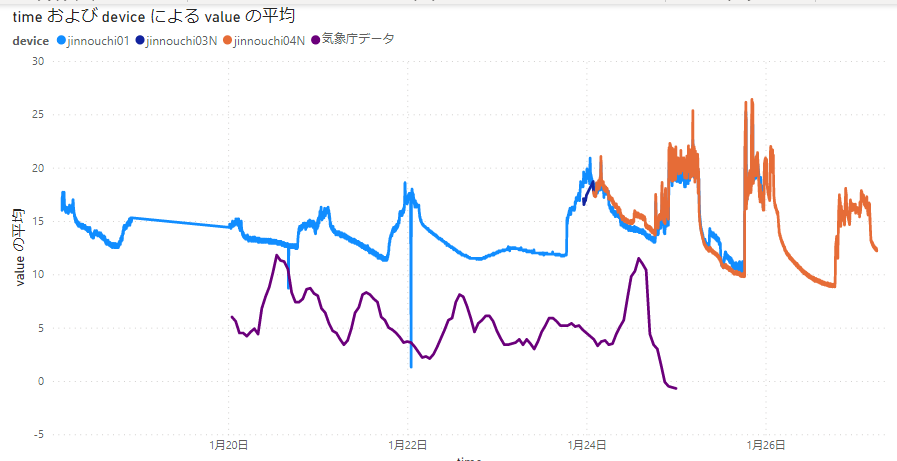 time および device による value の平均
device jinnouchi01 jinnouchi03N jinnouchi04N 気象庁データ
30
25
20
15
10
5
0
-5
value の平均
1月20日 1月22日 1月24日 1月26日
time